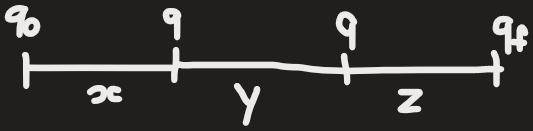 q₀ q q qf
x y z